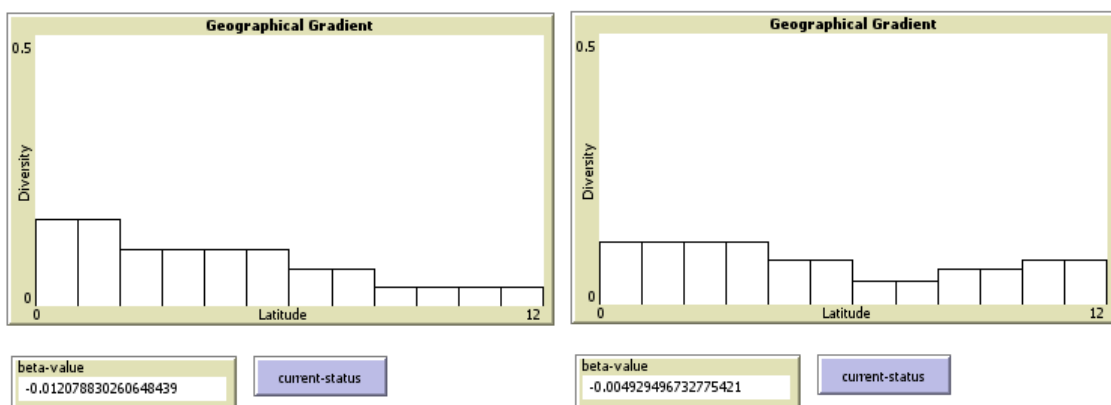 Geographical Gradient
0.5
Diversity
0
0
Latitude
12
beta-value
-0.012078830260648439
current-status
Geographical Gradient
0.5
Diversity
0
0
Latitude
12
beta-value
-0.004929496732775421
current-status